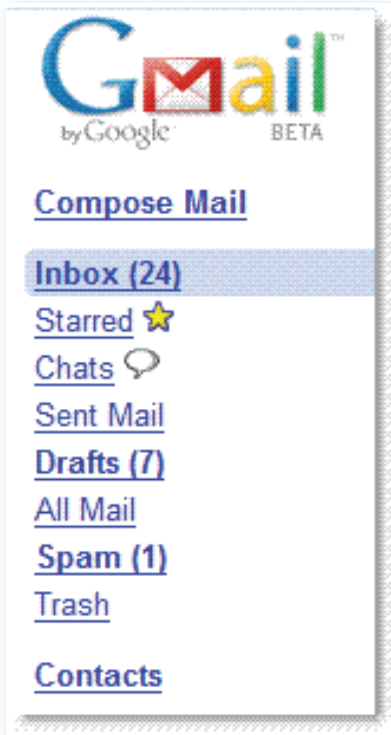 Gmail™
by Google BETA
Compose Mail
Inbox (24)
Starred
Chats
Sent Mail
Drafts (7)
All Mail
Spam (1)
Trash
Contacts